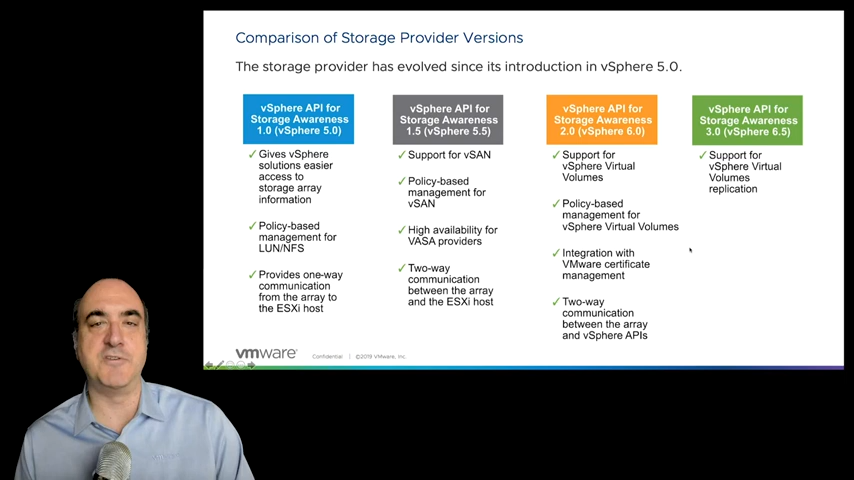 Comparison of Storage Provider Versions
The storage provider has evolved since its introduction in vSphere 5.0.
vSphere API for
Storage Awareness
1.0 (vSphere 5.0)
✓ Gives vSphere
solutions easier
access to
storage array
information
✓ Policy-based
management for
LUN/NFS
✓ Provides one-way
communication
from the array to
the ESXi host
vSphere API for
Storage Awareness
1.5 (vSphere 5.5)
✓ Support for vSAN
✓ Policy-based
management for
vSAN
✓ High availability for
VASA providers
✓ Two-way
communication
between the array
and the ESXi host
vSphere API for
Storage Awareness
2.0 (vSphere 6.0)
✓ Support for
vSphere Virtual
Volumes
✓ Policy-based
management for
vSphere Virtual Volumes
✓ Integration with
VMware certificate
management
✓ Two-way
communication
between the array
and vSphere APIs
vSphere API for
Storage Awareness
3.0 (vSphere 6.5)
✓ Support for
vSphere Virtual
Volumes
replication
vmware® Confidential | ©2019 VMware, Inc.